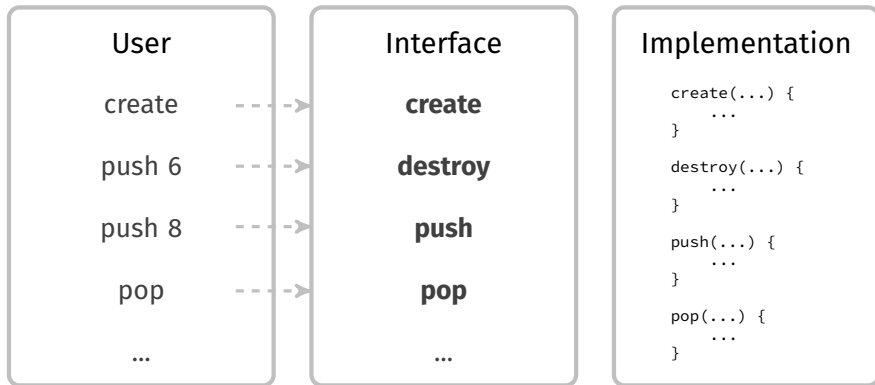 User
create
push 6
push 8
pop
...
Interface
create
destroy
push
pop
...
Implementation
create(...) {
    ...
}
destroy(...) {
    ...
}
push(...) {
    ...
}
pop(...) {
    ...
}